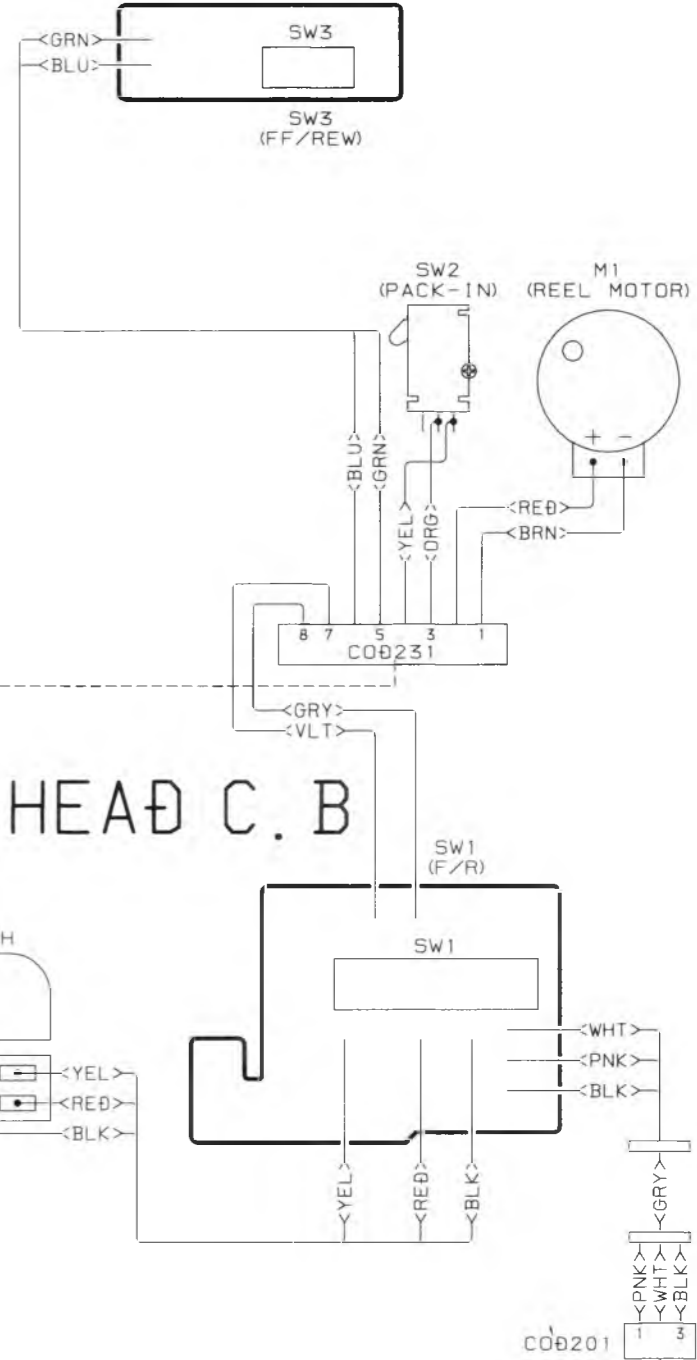 <GRN>
<BLU>
SW3
SW3
(FF/REW)
SW2
(PACK-IN)
M1
(REEL MOTOR)
+ −
<BLU>
<GRN>
<YEL>
<ORG>
<RED>
<BRN>
8 7 5 3 1
COD231
<GRY>
<VLT>
HEAD C. B
SW1
(F/R)
SW1
H
<WHT>
<PNK>
<BLK>
<YEL>
<RED>
<BLK>
<YEL>
<RED>
<BLK>
<GRY>
<PNK>
<WHT>
<BLK>
COD201
1 3